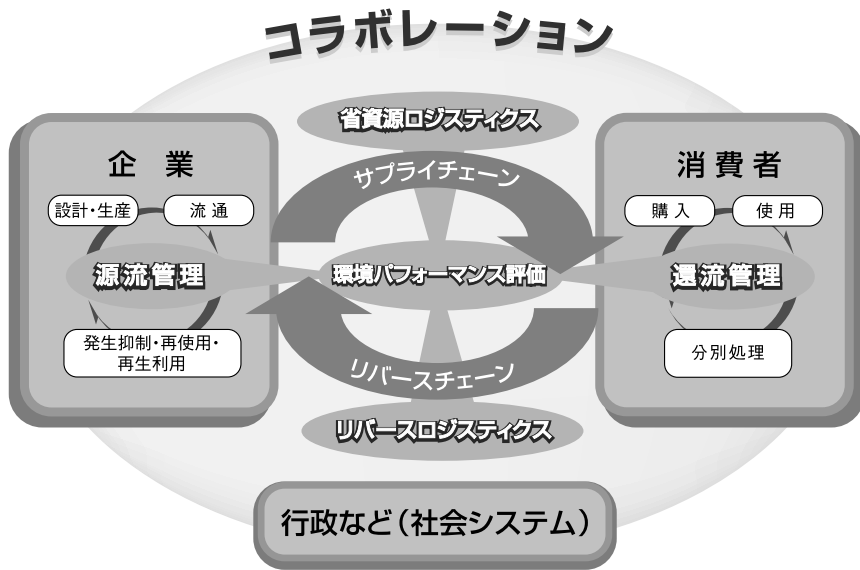 コラボレーション
省資源ロジスティクス
企業
サプライチェーン
消費者
設計・生産
流通
購入
使用
源流管理
環境パフォーマンス評価
還流管理
発生抑制・再使用・
再生利用
分別処理
リバースチェーン
リバースロジスティクス
行政など（社会システム）